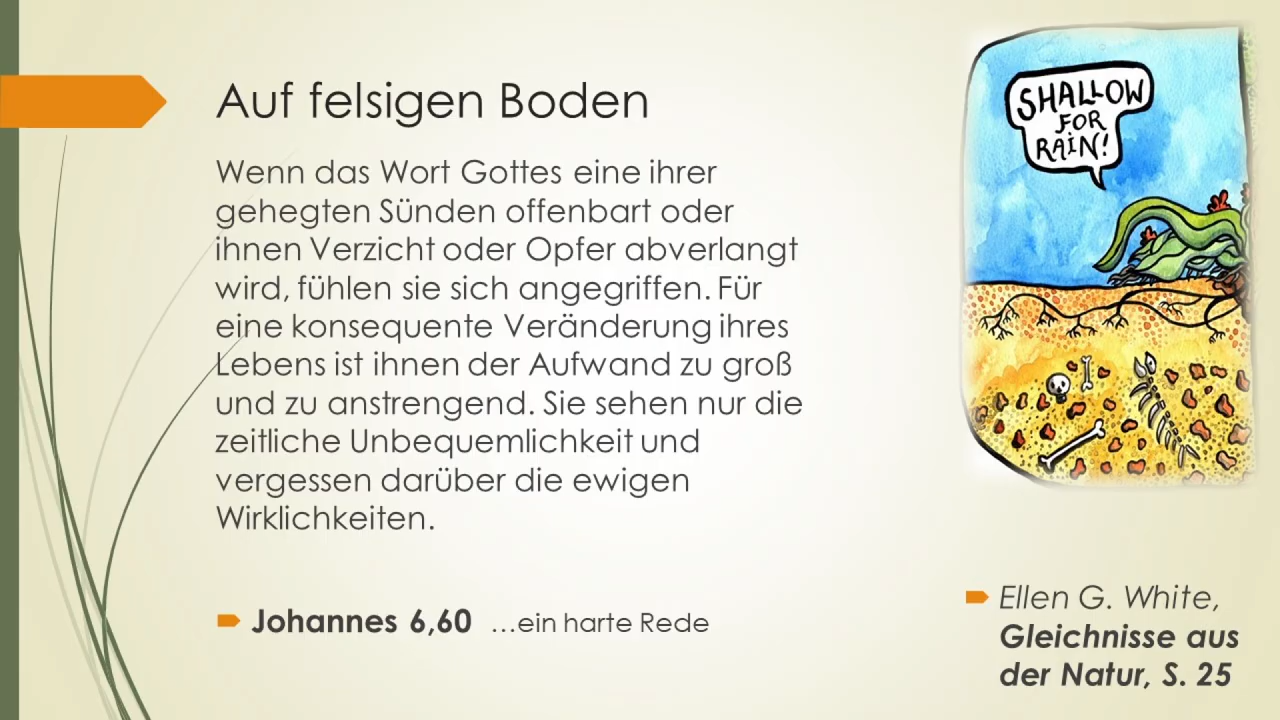 Auf felsigen Boden
Wenn das Wort Gottes eine ihrer
gehegten Sünden offenbart oder
ihnen Verzicht oder Opfer abverlangt
wird, fühlen sie sich angegriffen. Für
eine konsequente Veränderung ihres
Lebens ist ihnen der Aufwand zu groß
und zu anstrengend. Sie sehen nur die
zeitliche Unbequemlichkeit und
vergessen darüber die ewigen
Wirklichkeiten.
Johannes 6,60 …ein harte Rede
SHALLOW
FOR
RAIN!
Ellen G. White,
Gleichnisse aus
der Natur, S. 25